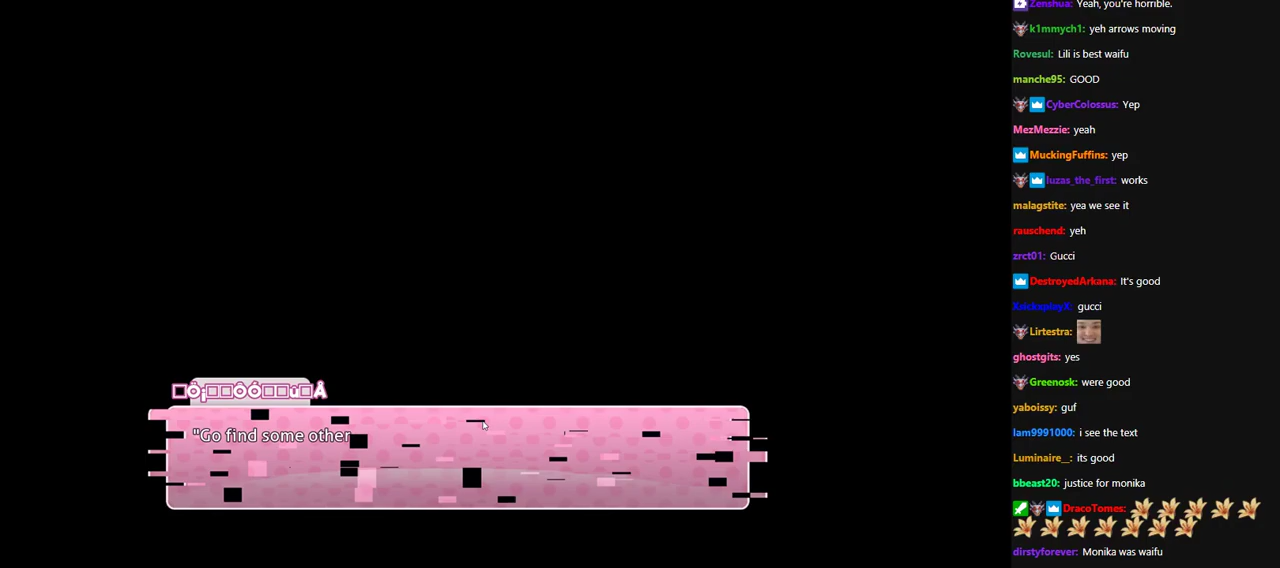 Zenshua: Yeah, you're horrible.
k1mmych1: yeh arrows moving
Rovesul: Lili is best waifu
manche95: GOOD
CyberColossus: Yep
MezMezzie: yeah
MuckingFuffins: yep
luzas_the_first: works
malagstite: yea we see it
rauschend: yeh
zrct01: Gucci
DestroyedArkana: It's good
gucci
Lirtestra:
ghostgits: yes
Greenosk: were good
yaboissy: guf
lam9991000: i see the text
Luminaire_: its good
bbeast20: justice for monika
DracoTomes:
dirstyforever: Monika was waifu
"Go find some other